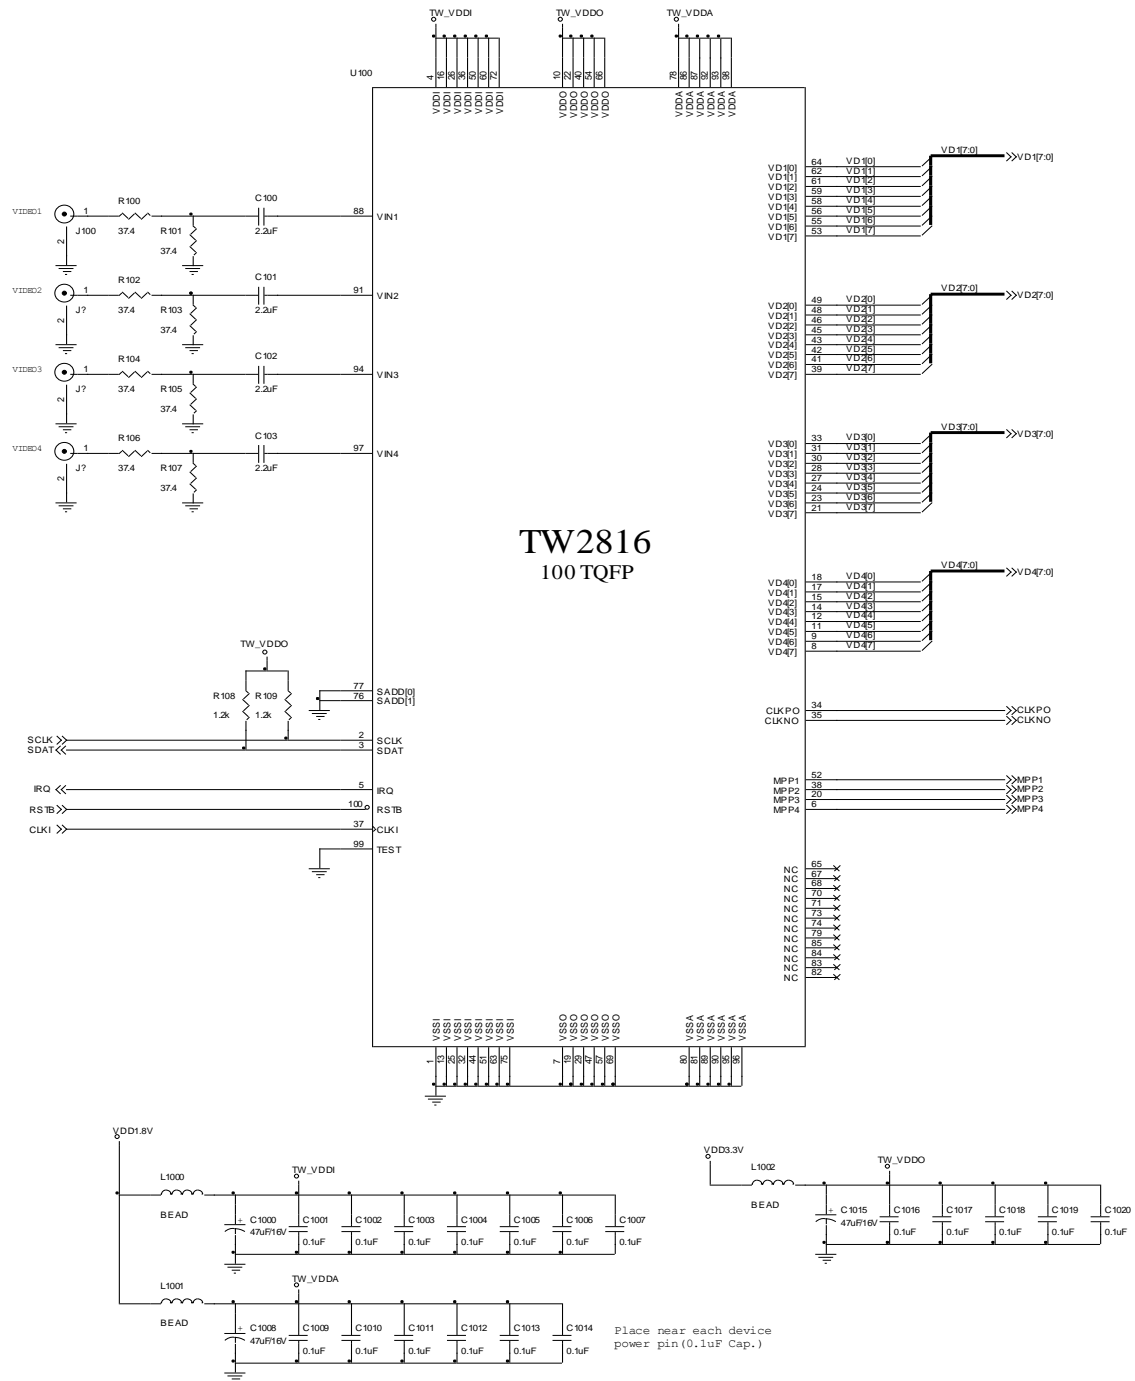 TW_VDDI TW_VDDO TW_VDDA
U100
4 16 26 36 50 60 72 10 22 40 54 66 78 86 87 92 93 98
VDDI VDDI VDDI VDDI VDDI VDDI VDDI VDDO VDDO VDDO VDDO VDDO VDDA VDDA VDDA VDDA VDDA VDDA
VIDEO1 1 2 J100 R100 37.4 R101 37.4 C100 2.2uF 88 VIN1
VIDEO2 1 2 J? R102 37.4 R103 37.4 C101 2.2uF 91 VIN2
VIDEO3 1 2 J? R104 37.4 R105 37.4 C102 2.2uF 94 VIN3
VIDEO4 1 2 J? R106 37.4 R107 37.4 C103 2.2uF 97 VIN4
VD1[0] 64 VD1[0] VD1[7:0] VD1[7:0]
VD1[1] 62 VD1[1]
VD1[2] 61 VD1[2]
VD1[3] 59 VD1[3]
VD1[4] 58 VD1[4]
VD1[5] 56 VD1[5]
VD1[6] 55 VD1[6]
VD1[7] 53 VD1[7]
VD2[0] 49 VD2[0] VD2[7:0] VD2[7:0]
VD2[1] 48 VD2[1]
VD2[2] 46 VD2[2]
VD2[3] 45 VD2[3]
VD2[4] 43 VD2[4]
VD2[5] 42 VD2[5]
VD2[6] 41 VD2[6]
VD2[7] 39 VD2[7]
VD3[0] 33 VD3[0] VD3[7:0] VD3[7:0]
VD3[1] 31 VD3[1]
VD3[2] 30 VD3[2]
VD3[3] 28 VD3[3]
VD3[4] 27 VD3[4]
VD3[5] 24 VD3[5]
VD3[6] 23 VD3[6]
VD3[7] 21 VD3[7]
TW2816
100 TQFP
VD4[0] 18 VD4[0] VD4[7:0] VD4[7:0]
VD4[1] 17 VD4[1]
VD4[2] 15 VD4[2]
VD4[3] 14 VD4[3]
VD4[4] 12 VD4[4]
VD4[5] 11 VD4[5]
VD4[6] 9 VD4[6]
VD4[7] 8 VD4[7]
TW_VDDO
R108 1.2k R109 1.2k
77 SADD[0]
76 SADD[1]
SCLK 2 SCLK
SDAT 3 SDAT
IRQ 5 IRQ
RSTB 100 RSTB
CLKI 37 CLKI
99 TEST
CLKPO 34 CLKPO
CLKNO 35 CLKNO
MPP1 52 MPP1
MPP2 38 MPP2
MPP3 20 MPP3
MPP4 6 MPP4
NC 65
NC 67
NC 68
NC 70
NC 71
NC 73
NC 74
NC 79
NC 85
NC 84
NC 83
NC 82
VSSI VSSI VSSI VSSI VSSI VSSI VSSI VSSI VSSO VSSO VSSO VSSO VSSO VSSO VSSA VSSA VSSA VSSA VSSA VSSA
1 13 25 32 44 51 63 75 7 19 29 47 57 69 80 81 89 90 95 96
VDD1.8V
L1000 BEAD TW_VDDI
+ C1000 C1001 C1002 C1003 C1004 C1005 C1006 C1007
47uF/16V 0.1uF 0.1uF 0.1uF 0.1uF 0.1uF 0.1uF 0.1uF
L1001 BEAD TW_VDDA
+ C1008 C1009 C1010 C1011 C1012 C1013 C1014
47uF/16V 0.1uF 0.1uF 0.1uF 0.1uF 0.1uF 0.1uF
VDD3.3V
L1002 BEAD TW_VDDO
+ C1015 C1016 C1017 C1018 C1019 C1020
47uF/16V 0.1uF 0.1uF 0.1uF 0.1uF 0.1uF
Place near each device
power pin(0.1uF Cap.)